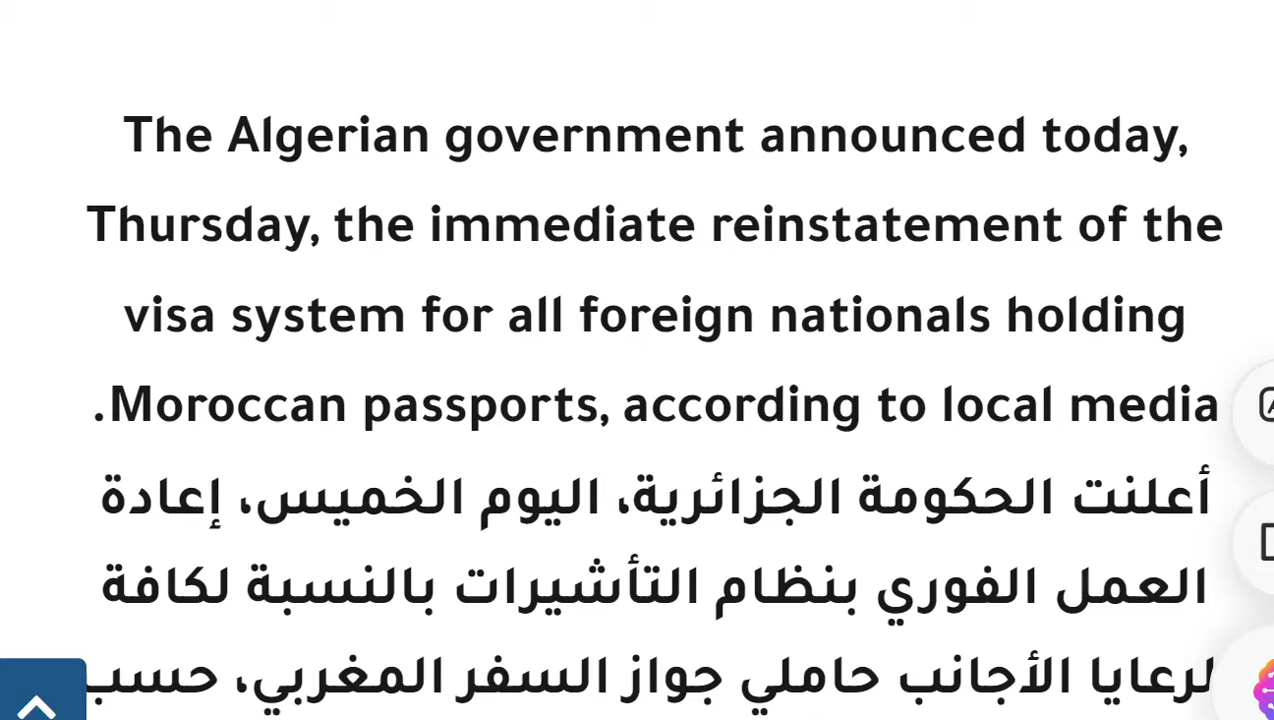 The Algerian government announced today,
Thursday, the immediate reinstatement of the
visa system for all foreign nationals holding
.Moroccan passports, according to local media
أعلنت الحكومة الجزائرية، اليوم الخميس، إعادة
العمل الفوري بنظام التأشيرات بالنسبة لكافة
الرعايا الأجانب حاملي جواز السفر المغربي، حسب